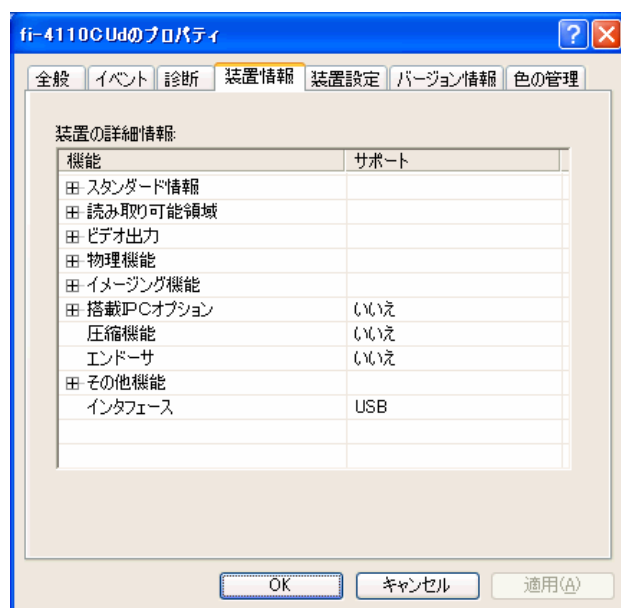 fi-4110CUdのプロパティ
全般 イベント 診断 装置情報 装置設定 バージョン情報 色の管理
装置の詳細情報:
機能 サポート
スタンダード情報
読み取り可能領域
ビデオ出力
物理機能
イメージング機能
搭載IPCオプション いいえ
圧縮機能 いいえ
エンドーサ いいえ
その他機能
インタフェース USB
OK キャンセル 適用(A)